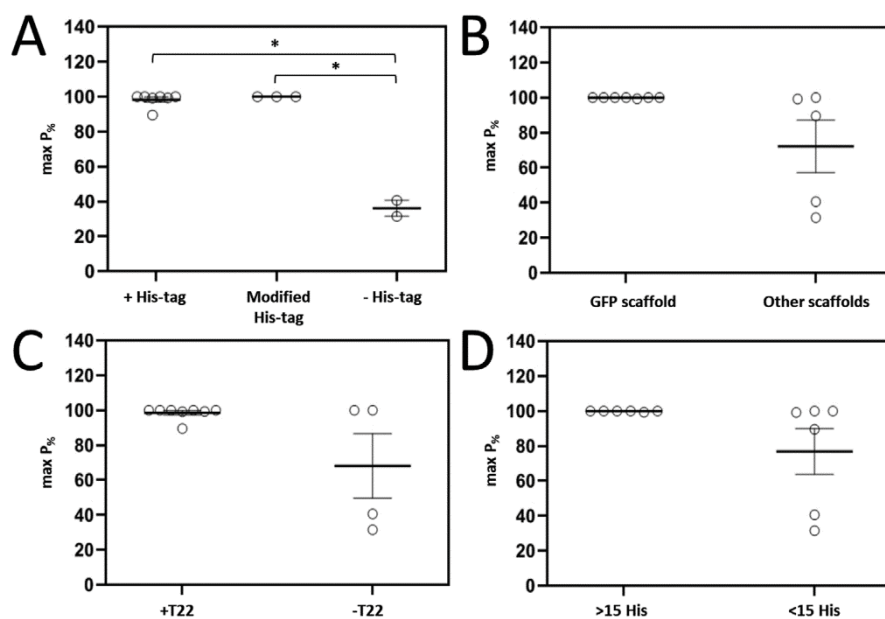 A
max P%
140
120
100
80
60
40
20
0
*
*
+ His-tag
Modified
His-tag
- His-tag
B
max P%
140
120
100
80
60
40
20
0
GFP scaffold
Other scaffolds
C
max P%
140
120
100
80
60
40
20
0
+T22
-T22
D
max P%
140
120
100
80
60
40
20
0
>15 His
<15 His